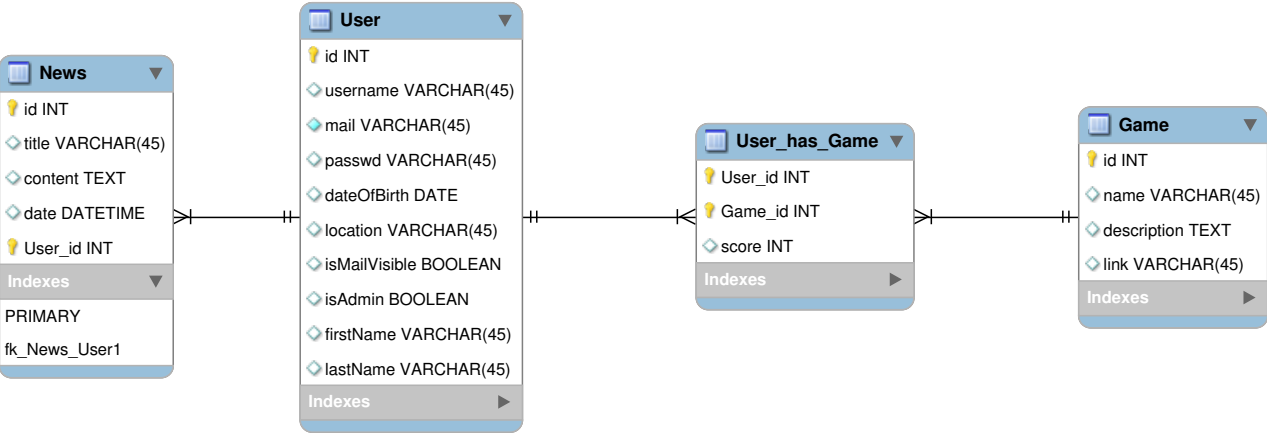 News
id INT
title VARCHAR(45)
content TEXT
date DATETIME
User_id INT
Indexes
PRIMARY
fk_News_User1
User
id INT
username VARCHAR(45)
mail VARCHAR(45)
passwd VARCHAR(45)
dateOfBirth DATE
location VARCHAR(45)
isMailVisible BOOLEAN
isAdmin BOOLEAN
firstName VARCHAR(45)
lastName VARCHAR(45)
Indexes
User_has_Game
User_id INT
Game_id INT
score INT
Indexes
Game
id INT
name VARCHAR(45)
description TEXT
link VARCHAR(45)
Indexes